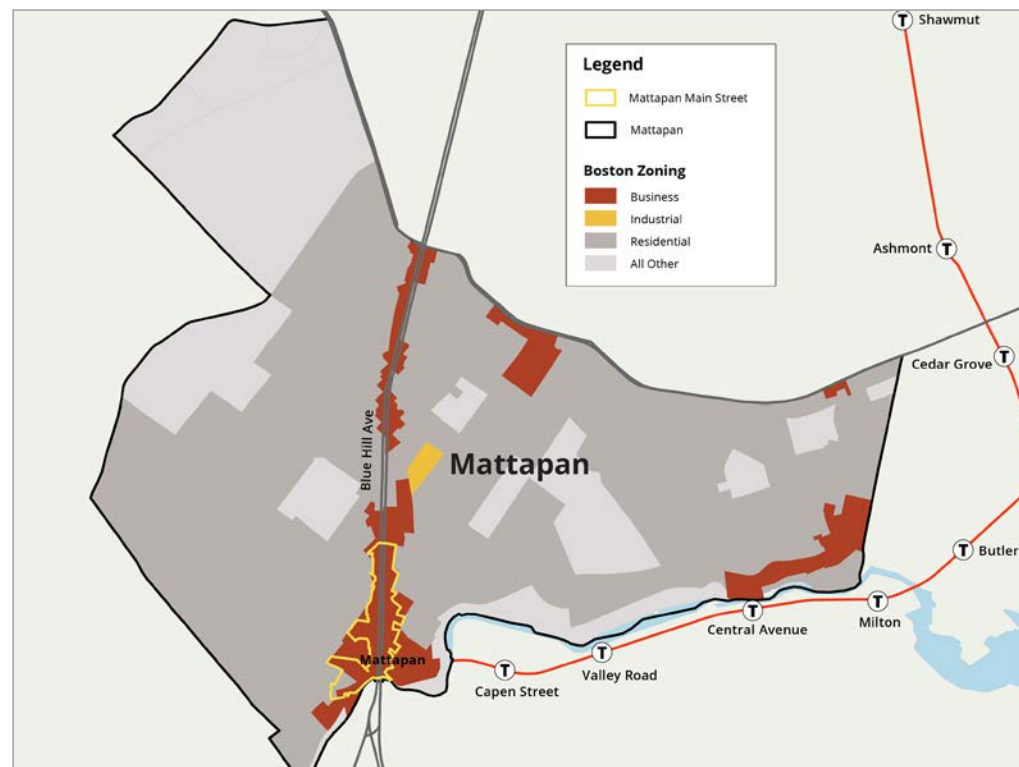 T Shawmut
Legend
Mattapan Main Street
Mattapan
Boston Zoning
Business
Industrial
Residential
All Other
Ashmont T
Cedar Grove T
Blue Hill Ave
Mattapan
Butler T
T
Central Avenue
T
Milton
Mattapan
T
Valley Road
T
Capen Street